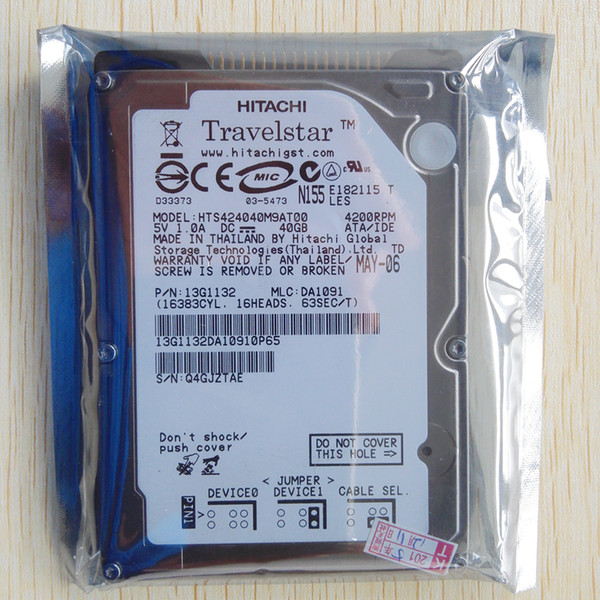 HITACHI
Travelstar™
www.hitachigst.com
CE MIC
D33373 03-5473 N155 E182115 T
LES
MODEL:HTS424040M9AT00 4200RPM
5V 1.0A DC 40GB ATA/IDE
MADE IN THAILAND BY Hitachi Global
Storage Technologies(Thailand).Ltd. TD
WARRANTY VOID IF ANY LABEL/
SCREW IS REMOVED OR BROKEN MAY-06
P/N:13G1132 MLC:DA1091
(16383CYL. 16HEADS. 63SEC/T)
13G1132DA10910P65
S/N:Q4GJZTAE
Don't shock/
push cover
DO NOT COVER
THIS HOLE ⇒
< JUMPER >
DEVICE0 DEVICE1 CABLE SEL.
PIN1